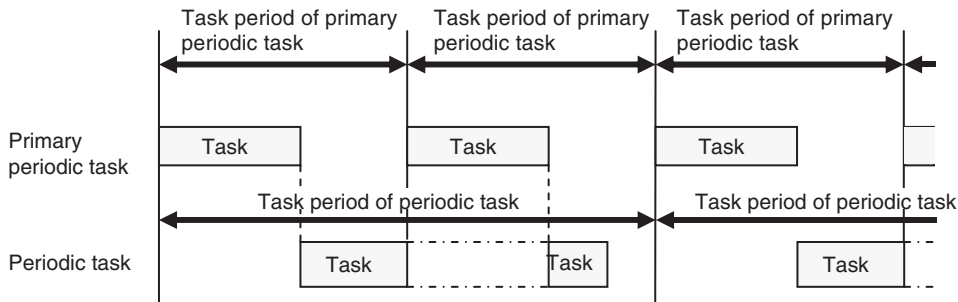 Task period of primary
periodic task
Task period of primary
periodic task
Task period of primary
periodic task
Primary
periodic task
Task
Task
Task
Task period of periodic task
Task period of periodic task
Periodic task
Task
Task
Task